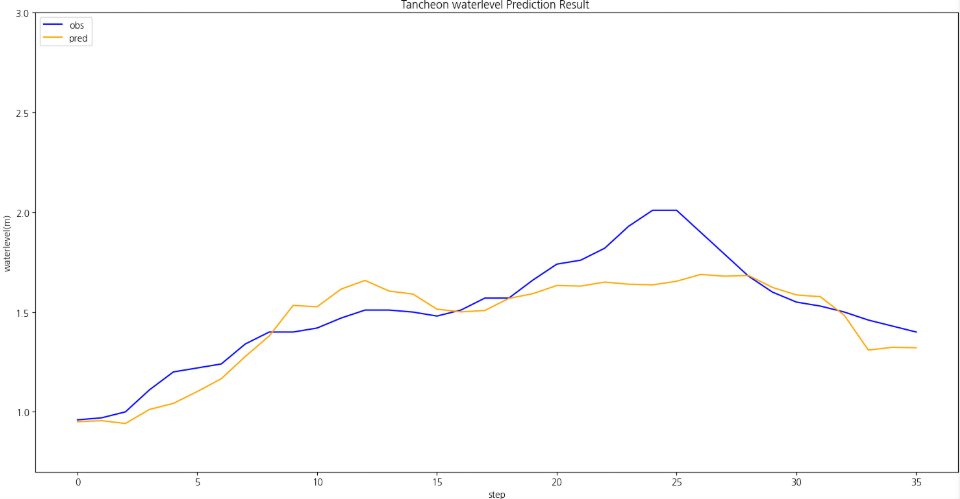 Tancheon waterlevel Prediction Result
3.0
obs
pred
2.5
2.0
waterlevel(m)
1.5
1.0
0 5 10 15 20 25 30 35
step